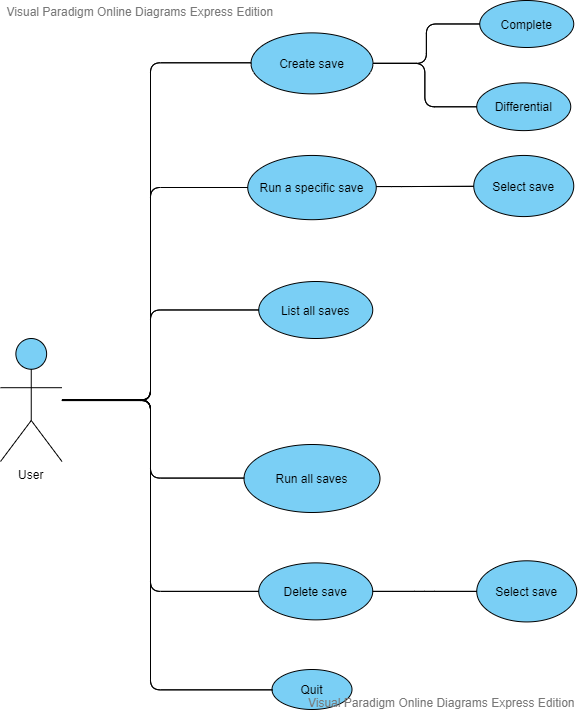 Visual Paradigm Online Diagrams Express Edition
Complete
Create save
Differential
Run a specific save
Select save
List all saves
User
Run all saves
Delete save
Select save
Quit
Visual Paradigm Online Diagrams Express Edition